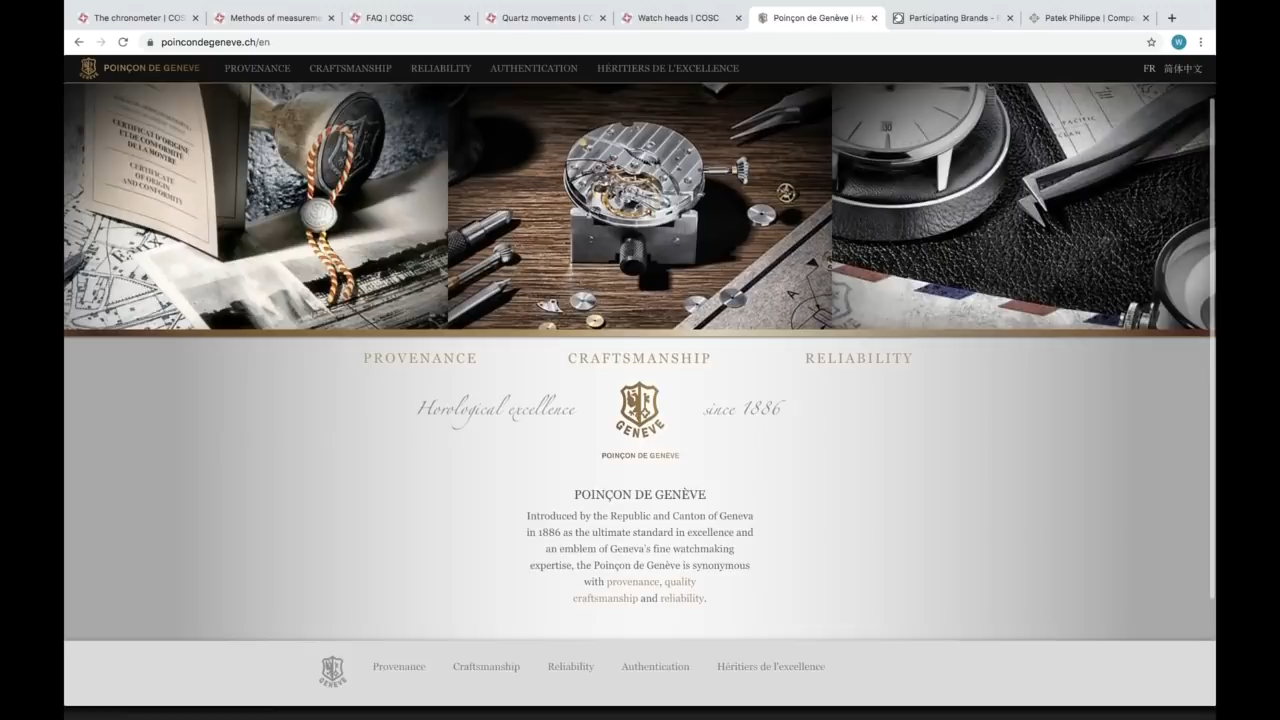 The chronometer | COS
Methods of measureme
FAQ | COSC
Quartz movements | CO
Watch heads | COSC
Poinçon de Genève | H
Participating Brands - F
Patek Philippe | Compa
poincondegeneve.ch/en
W
POINÇON DE GENÈVE
PROVENANCE
CRAFTSMANSHIP
RELIABILITY
AUTHENTICATION
HÉRITIERS DE L'EXCELLENCE
FR
简体中文
CERTIFICAT D'ORIGINE
ET DE CONFORMITÉ
DE LA MONTRE
CERTIFICATE
OF ORIGIN
AND CONFORMITY
PACIFIC
PROVENANCE
CRAFTSMANSHIP
RELIABILITY
Horological excellence
GENEVE
since 1886
POINÇON DE GENÈVE
POINÇON DE GENÈVE
Introduced by the Republic and Canton of Geneva
in 1886 as the ultimate standard in excellence and
an emblem of Geneva's fine watchmaking
expertise, the Poinçon de Genève is synonymous
with provenance, quality
craftsmanship and reliability.
GENEVE
Provenance
Craftsmanship
Reliability
Authentication
Héritiers de l'excellence